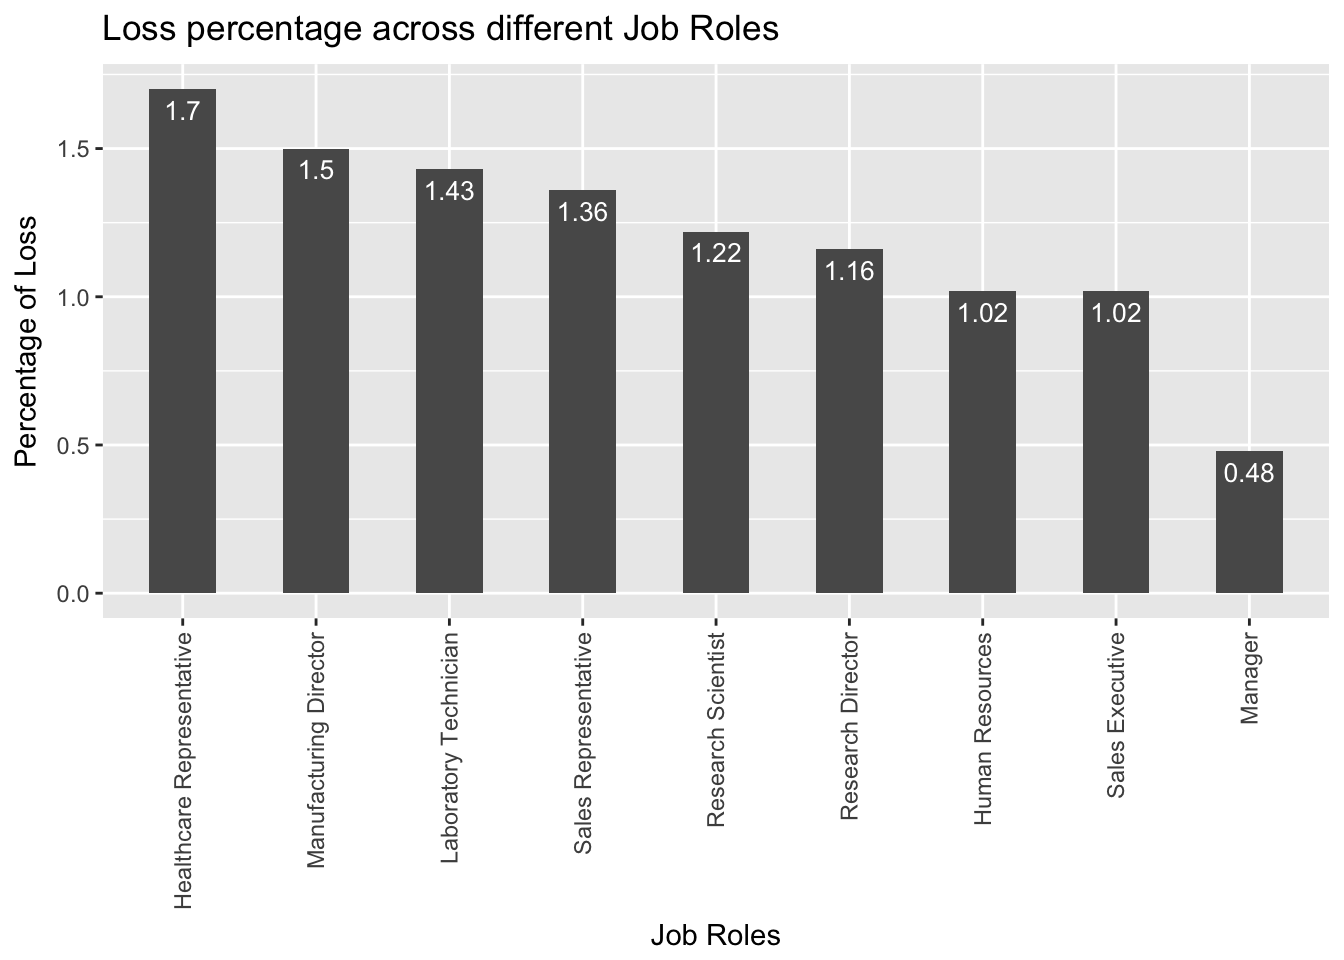 Loss percentage across different Job Roles
Percentage of Loss
1.5
1.0
0.5
0.0
1.7
1.5
1.43
1.36
1.22
1.16
1.02
1.02
0.48
Healthcare Representative
Manufacturing Director
Laboratory Technician
Sales Representative
Research Scientist
Research Director
Human Resources
Sales Executive
Manager
Job Roles